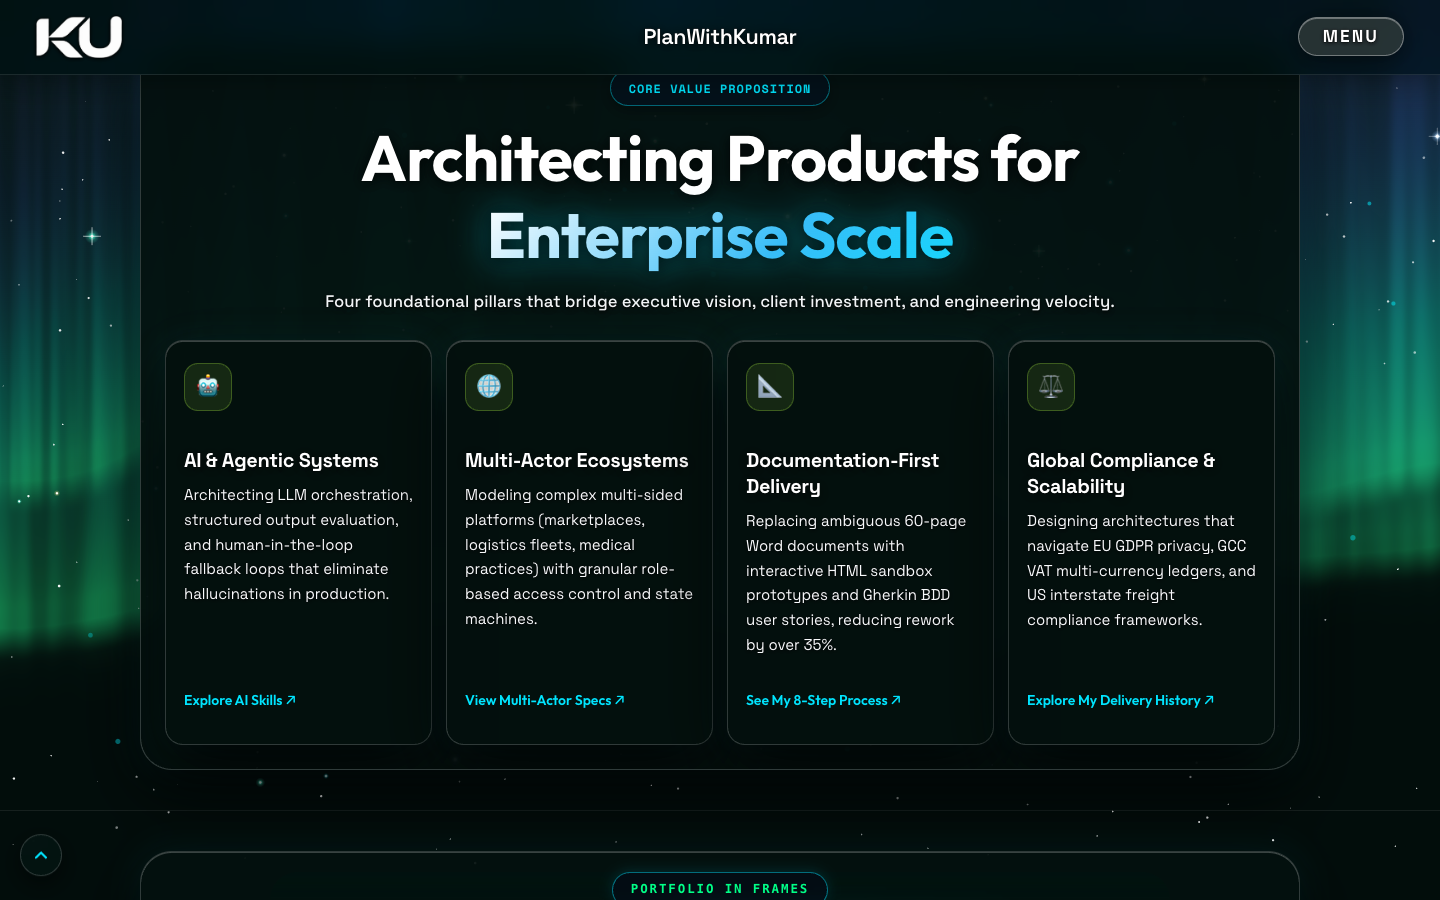 KU
PlanWithKumar
MENU
CORE VALUE PROPOSITION
Architecting Products for
Enterprise Scale
Four foundational pillars that bridge executive vision, client investment, and engineering velocity.
AI & Agentic Systems
Architecting LLM orchestration,
structured output evaluation,
and human-in-the-loop
fallback loops that eliminate
hallucinations in production.
Explore AI Skills ↗
Multi-Actor Ecosystems
Modeling complex multi-sided
platforms (marketplaces,
logistics fleets, medical
practices) with granular role-
based access control and state
machines.
View Multi-Actor Specs ↗
Documentation-First
Delivery
Replacing ambiguous 60-page
Word documents with
interactive HTML sandbox
prototypes and Gherkin BDD
user stories, reducing rework
by over 35%.
See My 8-Step Process ↗
Global Compliance &
Scalability
Designing architectures that
navigate EU GDPR privacy, GCC
VAT multi-currency ledgers, and
US interstate freight
compliance frameworks.
Explore My Delivery History ↗
PORTFOLIO IN FRAMES